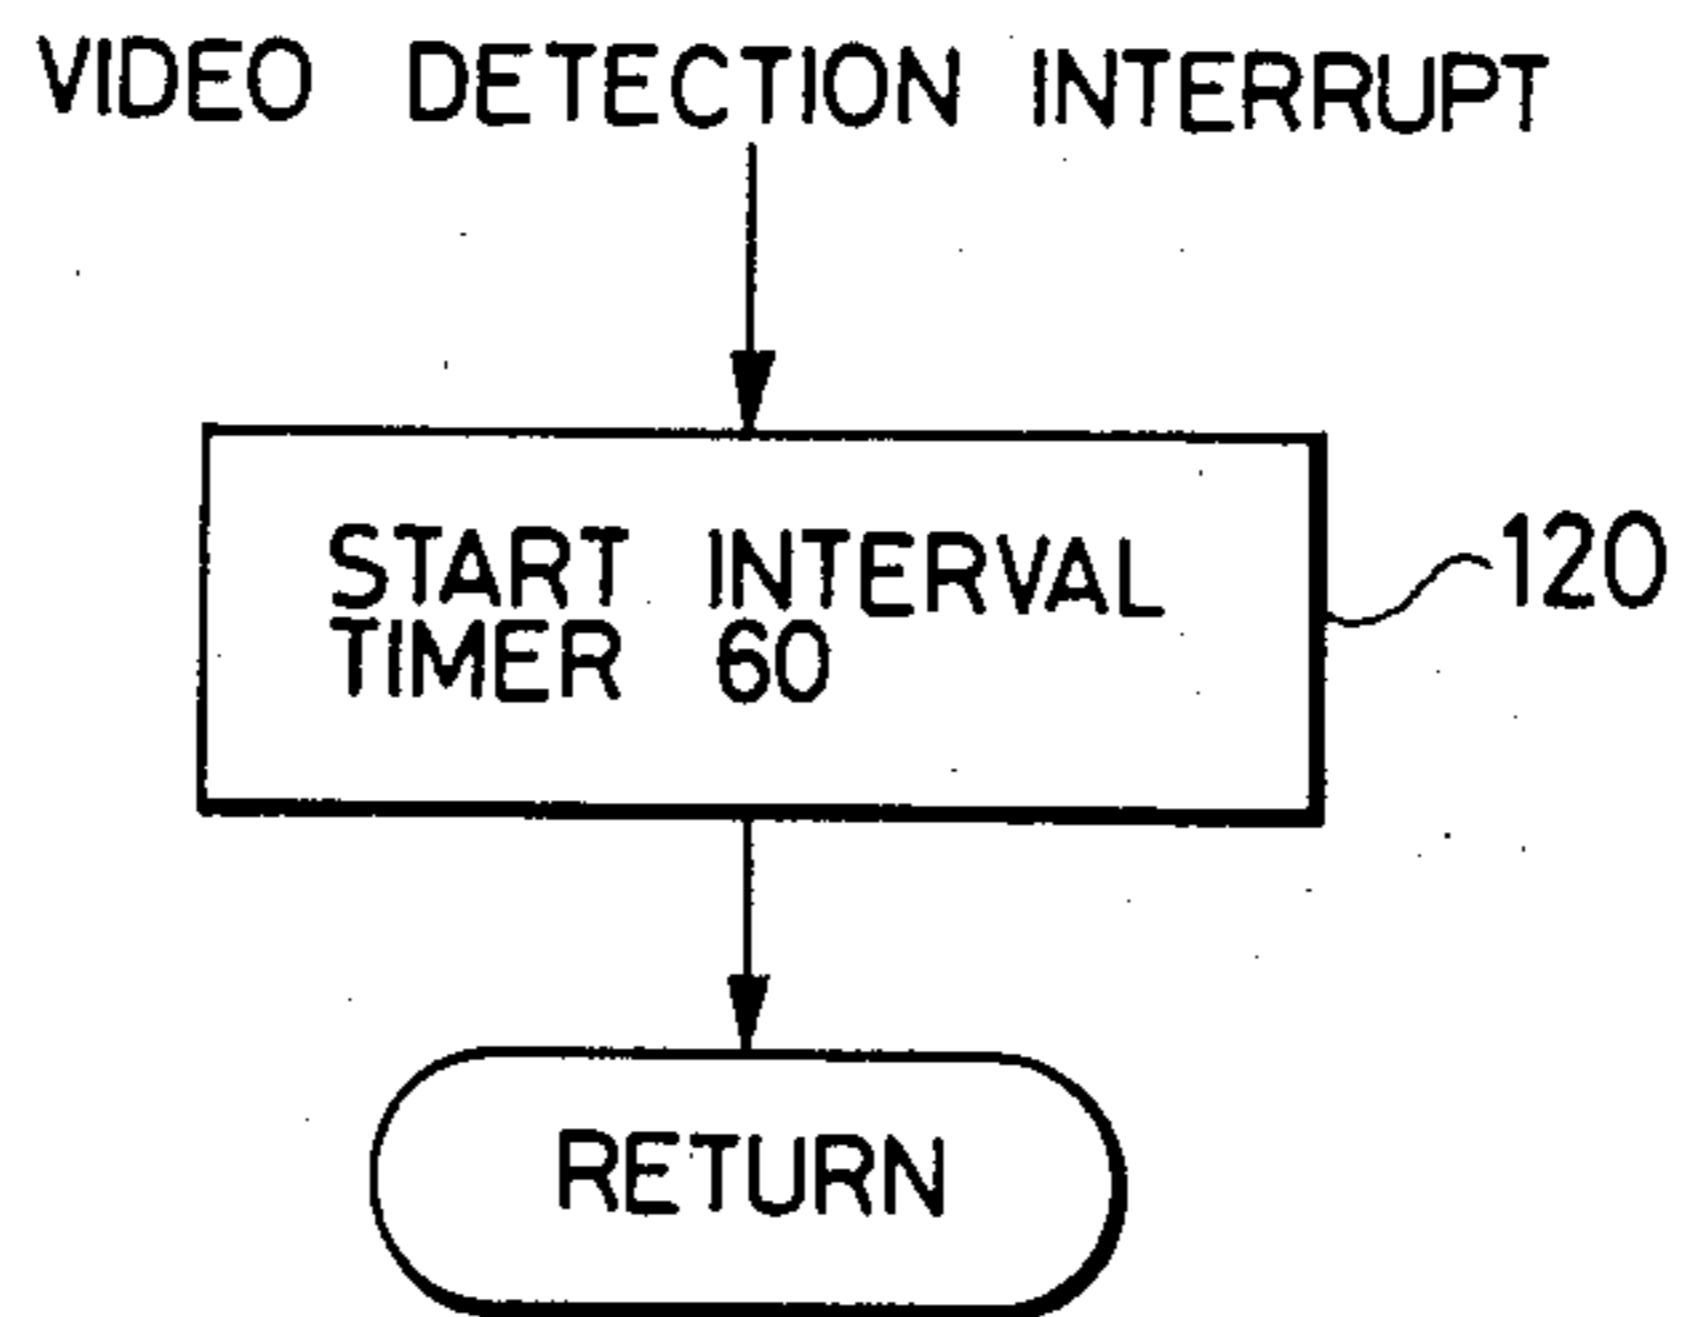 VIDEO DETECTION INTERRUPT
START INTERVAL
TIMER 60
120
RETURN